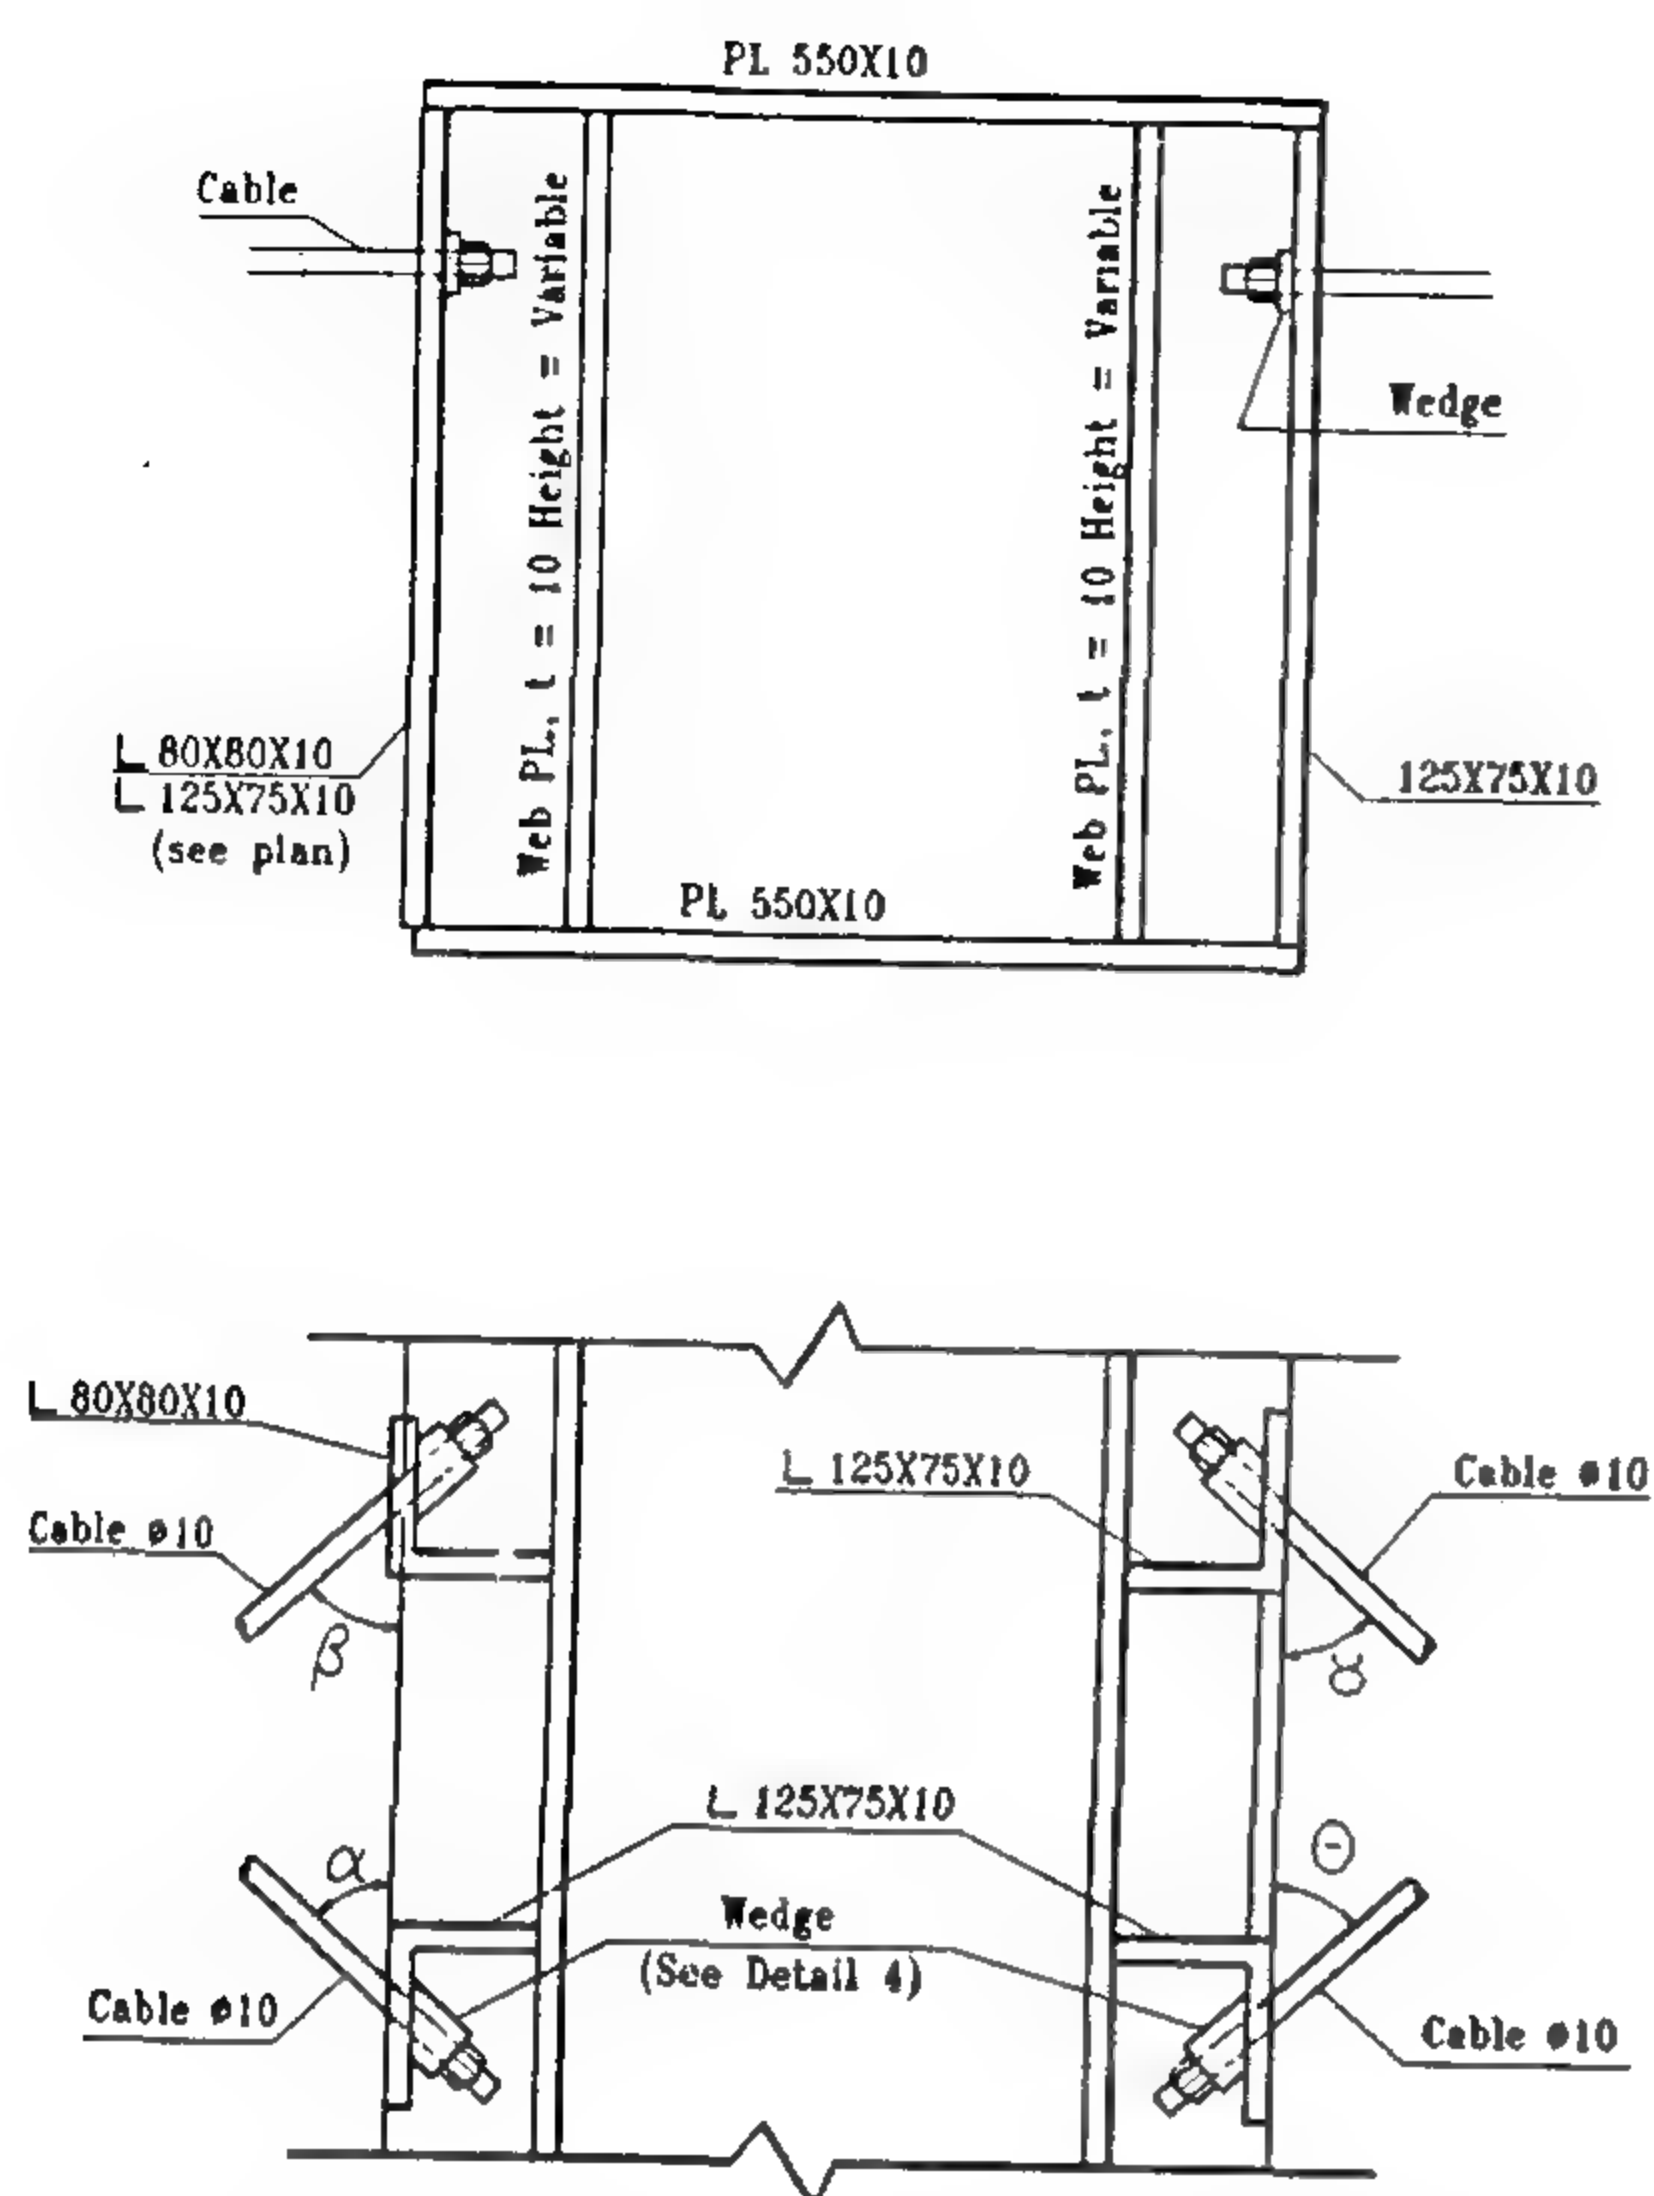 PL 550X10
Cable
Web PL, t = 10 Height = Variable
Web PL, t = 10 Height = Variable
Wedge
L 80X80X10
L 125X75X10
(see plan)
125X75X10
PL 550X10
L 80X80X10
L 125X75X10
Cable ø10
Cable ø10
β
γ
L 125X75X10
α
θ
Wedge
(See Detail 4)
Cable ø10
Cable ø10